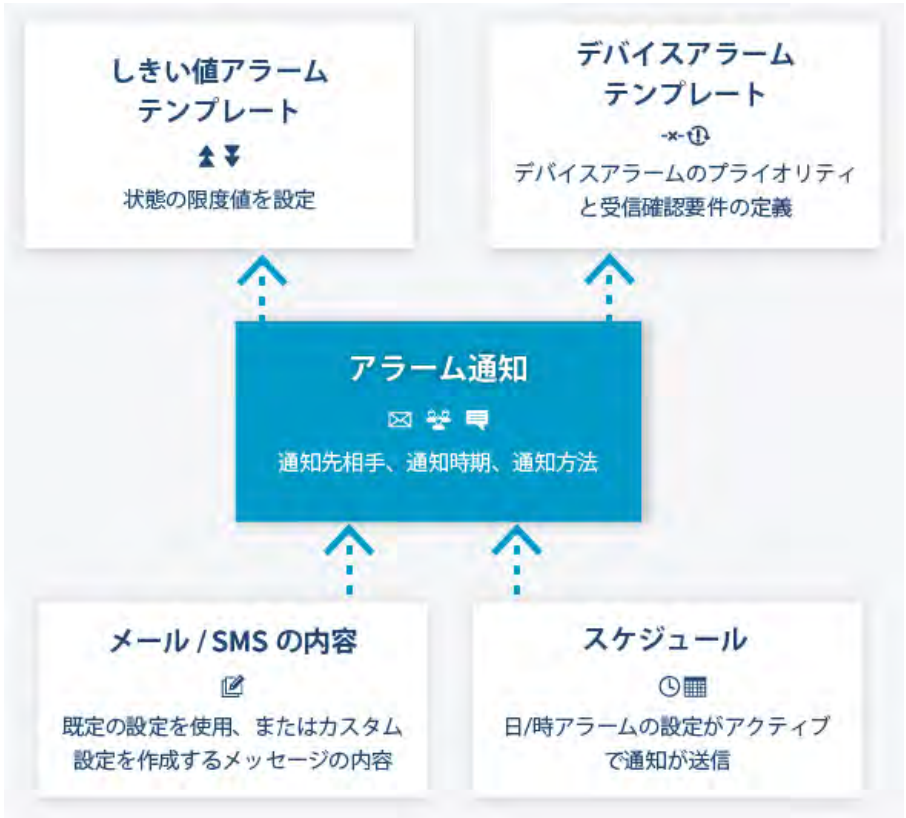 しきい値アラーム
テンプレート
状態の限度値を設定
デバイスアラーム
テンプレート
デバイスアラームのプライオリティ
と受信確認要件の定義
アラーム通知
通知先相手、通知時期、通知方法
メール / SMS の内容
既定の設定を使用、またはカスタム
設定を作成するメッセージの内容
スケジュール
日/時アラームの設定がアクティブ
で通知が送信